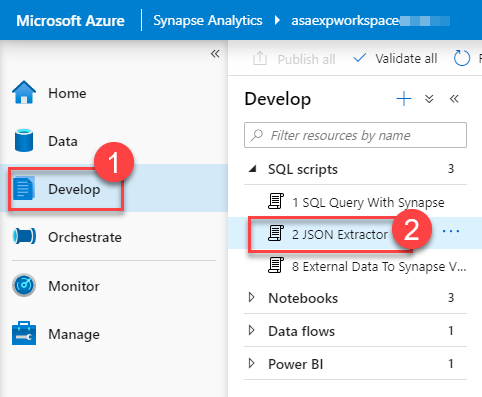 Microsoft Azure Synapse Analytics ▸ asaexpworkspace
«
Publish all Validate all
Home
Data
Develop
1
Orchestrate
Monitor
Manage
Develop + «
Filter resources by name
SQL scripts 3
1 SQL Query With Synapse
2 JSON Extractor ...
2
8 External Data To Synapse V...
Notebooks 3
Data flows 1
Power BI 1